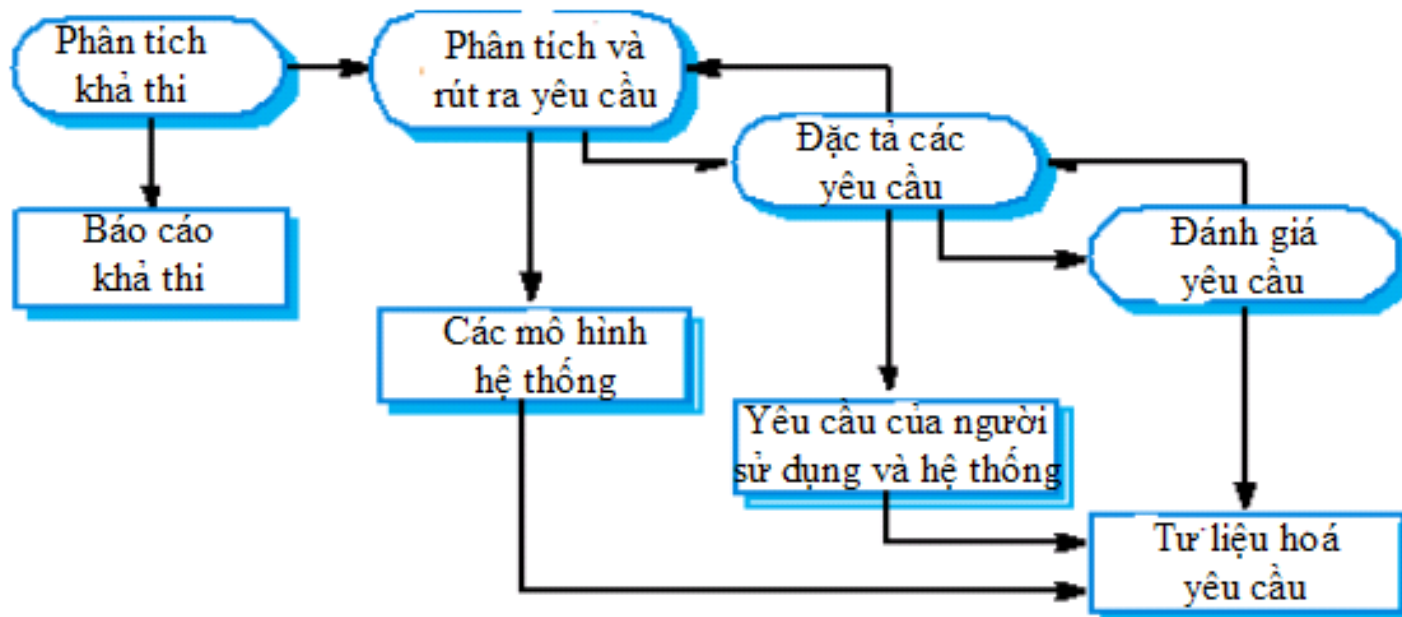 Phân tích
khả thi
Phân tích và
rút ra yêu cầu
Đặc tả các
yêu cầu
Báo cáo
khả thi
Đánh giá
yêu cầu
Các mô hình
hệ thống
Yêu cầu của người
sử dụng và hệ thống
Tư liệu hoá
yêu cầu